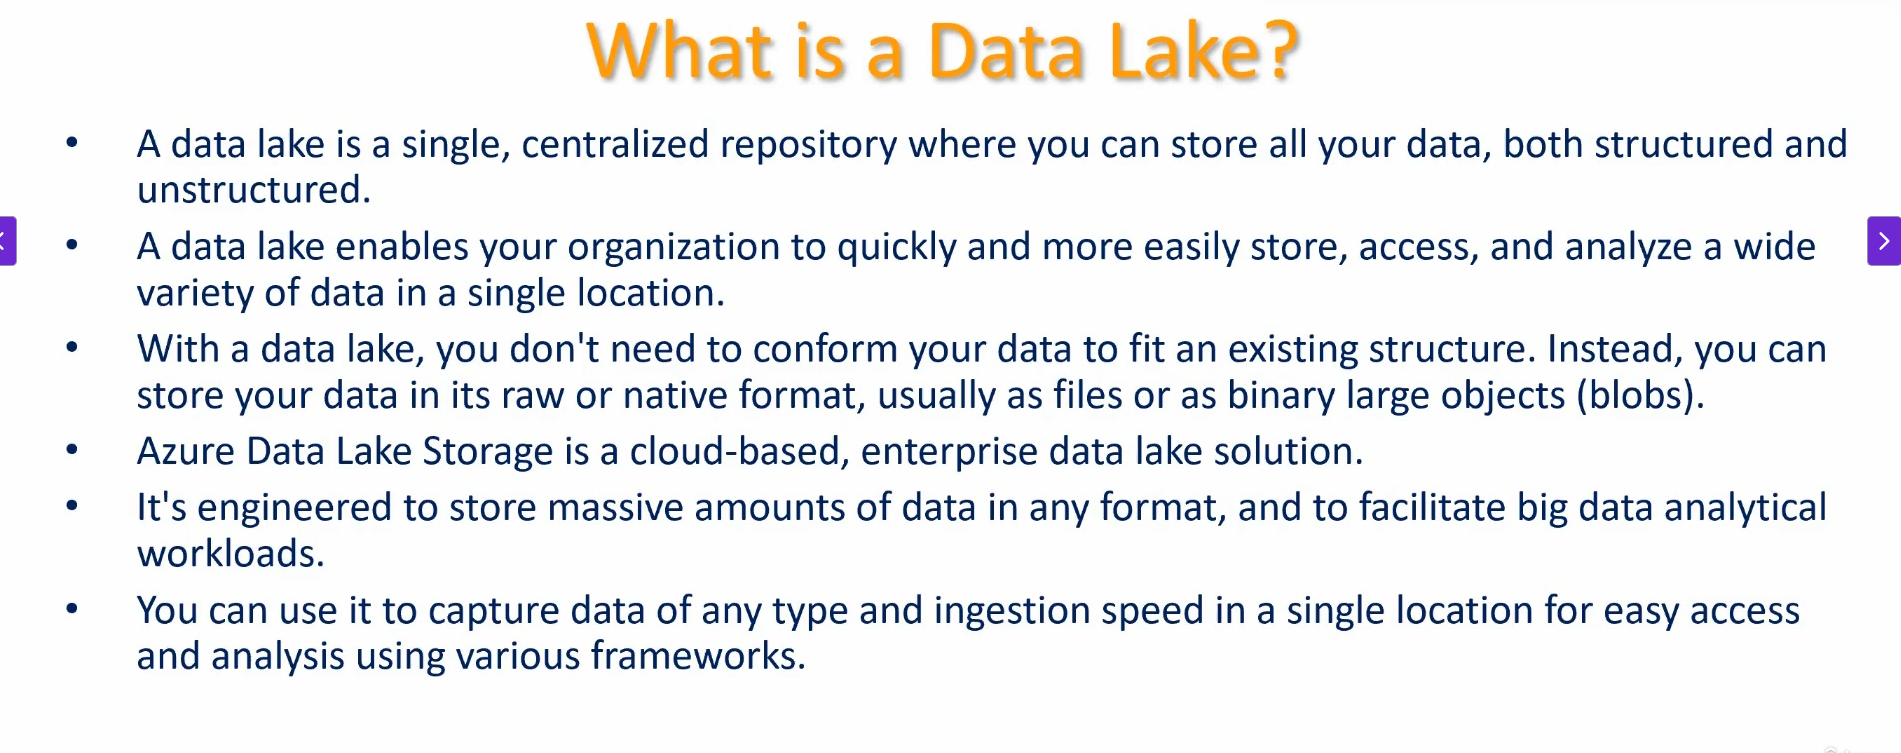 What is a Data Lake?
• A data lake is a single, centralized repository where you can store all your data, both structured and
unstructured.
• A data lake enables your organization to quickly and more easily store, access, and analyze a wide
variety of data in a single location.
• With a data lake, you don't need to conform your data to fit an existing structure. Instead, you can
store your data in its raw or native format, usually as files or as binary large objects (blobs).
• Azure Data Lake Storage is a cloud-based, enterprise data lake solution.
• It's engineered to store massive amounts of data in any format, and to facilitate big data analytical
workloads.
• You can use it to capture data of any type and ingestion speed in a single location for easy access
and analysis using various frameworks.